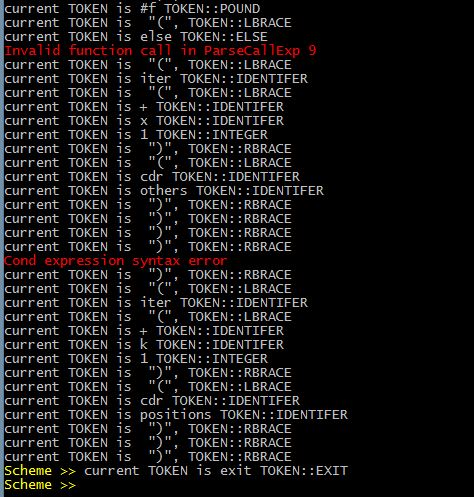 current TOKEN is #f TOKEN::POUND
current TOKEN is  "(", TOKEN::LBRACE
current TOKEN is else TOKEN::ELSE
Invalid function call in ParseCallExp 9
current TOKEN is  "(", TOKEN::LBRACE
current TOKEN is iter TOKEN::IDENTIFER
current TOKEN is  "(", TOKEN::LBRACE
current TOKEN is + TOKEN::IDENTIFER
current TOKEN is x TOKEN::IDENTIFER
current TOKEN is 1 TOKEN::INTEGER
current TOKEN is  ")", TOKEN::RBRACE
current TOKEN is  "(", TOKEN::LBRACE
current TOKEN is cdr TOKEN::IDENTIFER
current TOKEN is others TOKEN::IDENTIFER
current TOKEN is  ")", TOKEN::RBRACE
current TOKEN is  ")", TOKEN::RBRACE
current TOKEN is  ")", TOKEN::RBRACE
current TOKEN is  ")", TOKEN::RBRACE
Cond expression syntax error
current TOKEN is  ")", TOKEN::RBRACE
current TOKEN is  "(", TOKEN::LBRACE
current TOKEN is iter TOKEN::IDENTIFER
current TOKEN is  "(", TOKEN::LBRACE
current TOKEN is + TOKEN::IDENTIFER
current TOKEN is k TOKEN::IDENTIFER
current TOKEN is 1 TOKEN::INTEGER
current TOKEN is  ")", TOKEN::RBRACE
current TOKEN is  "(", TOKEN::LBRACE
current TOKEN is cdr TOKEN::IDENTIFER
current TOKEN is positions TOKEN::IDENTIFER
current TOKEN is  ")", TOKEN::RBRACE
current TOKEN is  ")", TOKEN::RBRACE
current TOKEN is  ")", TOKEN::RBRACE
Scheme >> current TOKEN is exit TOKEN::EXIT
Scheme >>